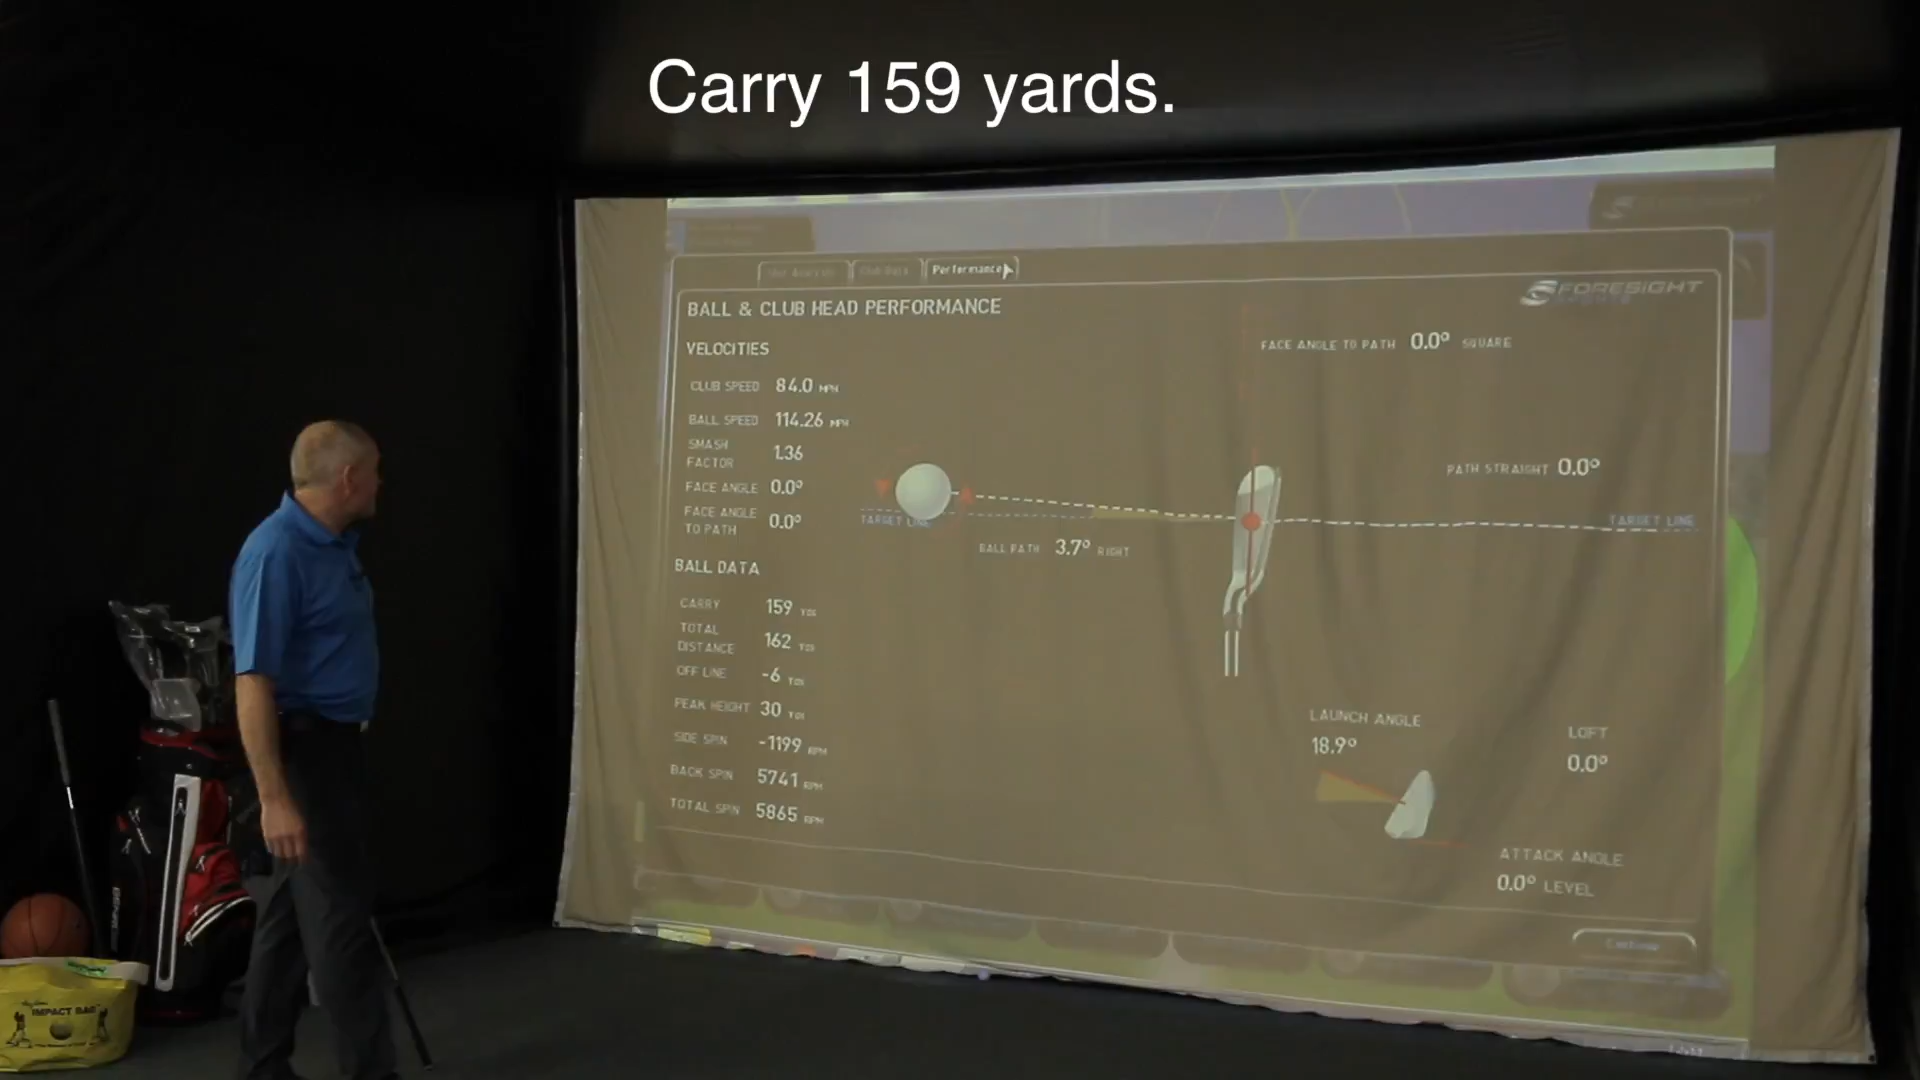 Carry 159 yards.
Performance
FORESIGHT
SPORTS
BALL & CLUB HEAD PERFORMANCE
FACE ANGLE TO PATH 0.0° SQUARE
VELOCITIES
CLUB SPEED 84.0 MPH
BALL SPEED 114.26 MPH
SMASH
FACTOR 1.36
FACE ANGLE 0.0°
FACE ANGLE
TO PATH 0.0°
PATH STRAIGHT 0.0°
TARGET LINE
TARGET LINE
BALL PATH 3.7° RIGHT
BALL DATA
CARRY 159 YDS
TOTAL
DISTANCE 162 YDS
OFF LINE -6 YDS
PEAK HEIGHT 30 YDS
SIDE SPIN -1199 RPM
BACK SPIN 5741 RPM
TOTAL SPIN 5865 RPM
LAUNCH ANGLE
18.9°
LOFT
0.0°
ATTACK ANGLE
0.0° LEVEL
Continue
IMPACT BAG